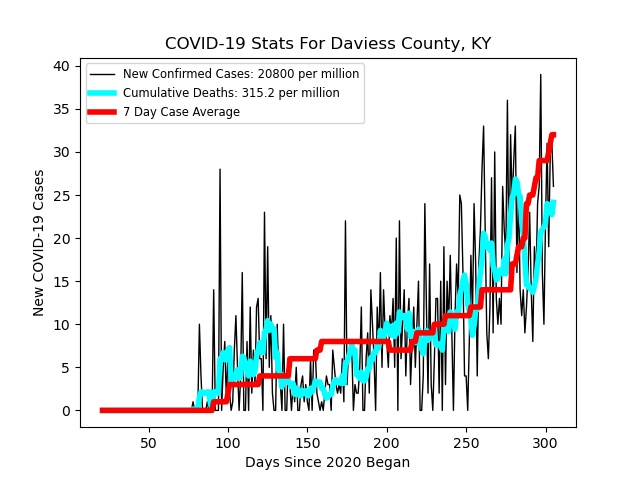 COVID-19 Stats For Daviess County, KY
New Confirmed Cases: 20800 per million
Cumulative Deaths: 315.2 per million
7 Day Case Average
40
35
30
25
20
15
10
5
0
New COVID-19 Cases
50 100 150 200 250 300
Days Since 2020 Began